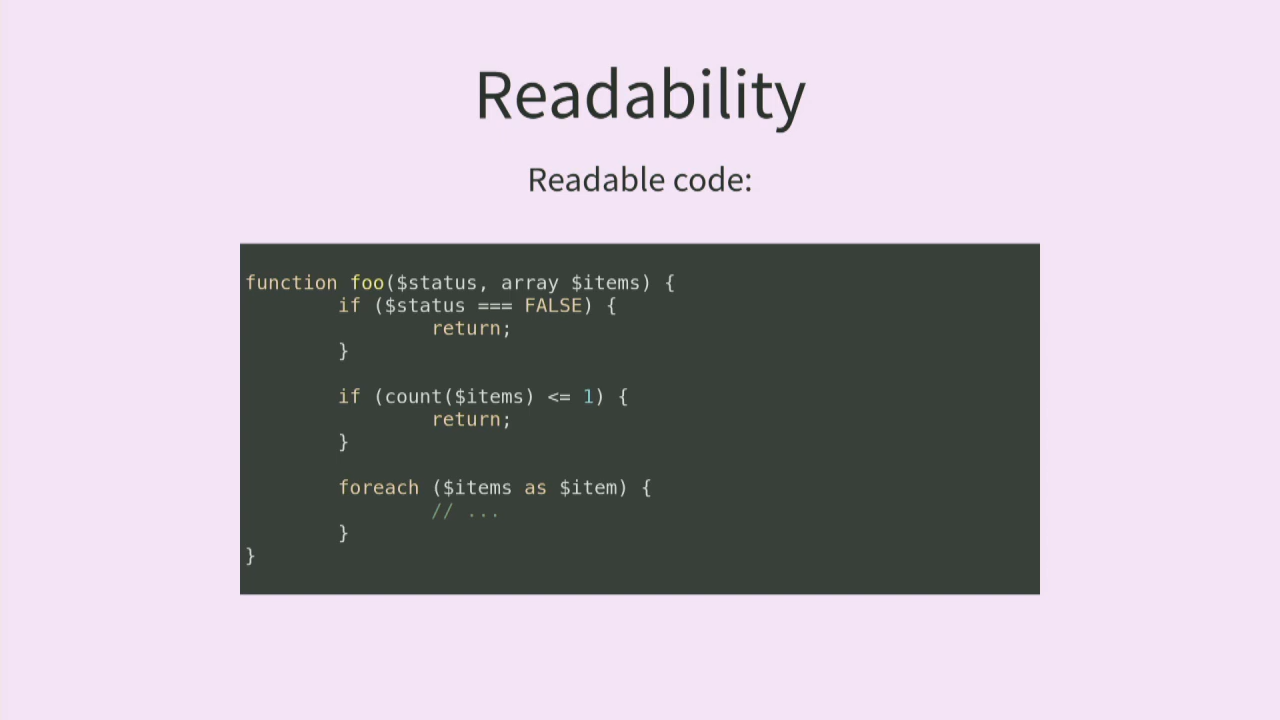 Readability
Readable code:
function foo($status, array $items) {
        if ($status === FALSE) {
                return;
        }

        if (count($items) <= 1) {
                return;
        }

        foreach ($items as $item) {
                // ...
        }
}